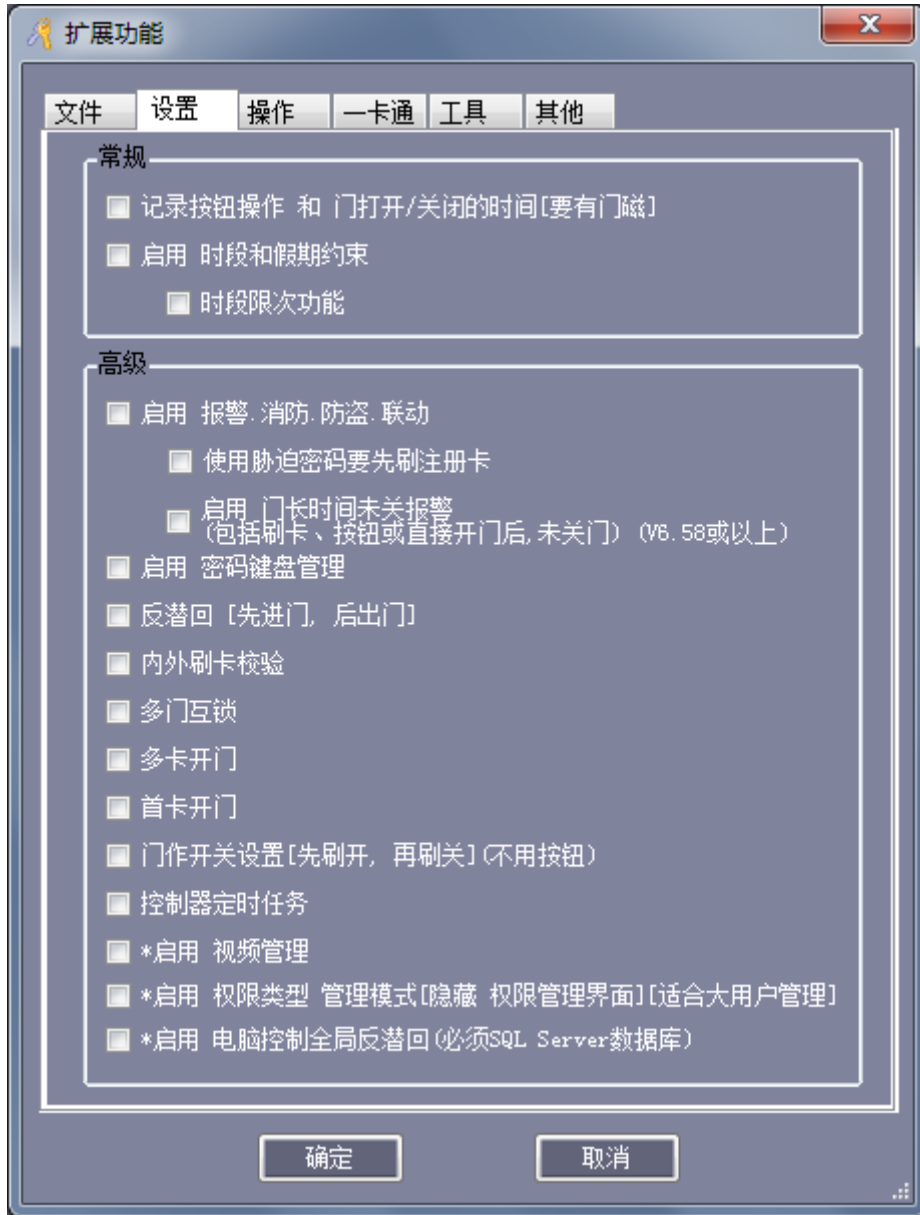 扩展功能
文件 设置 操作 一卡通 工具 其他
常规
记录按钮操作 和 门打开/关闭的时间[要有门磁]
启用 时段和假期约束
时段限次功能
高级
启用 报警.消防.防盗.联动
使用胁迫密码要先刷注册卡
启用 门长时间未关报警
(包括刷卡、按钮或直接开门后,未关门) (V6.58或以上)
启用 密码键盘管理
反潜回 [先进门, 后出门]
内外刷卡校验
多门互锁
多卡开门
首卡开门
门作开关设置[先刷开, 再刷关](不用按钮)
控制器定时任务
*启用 视频管理
*启用 权限类型 管理模式[隐藏 权限管理界面][适合大用户管理]
*启用 电脑控制全局反潜回(必须SQL Server数据库)
确定 取消